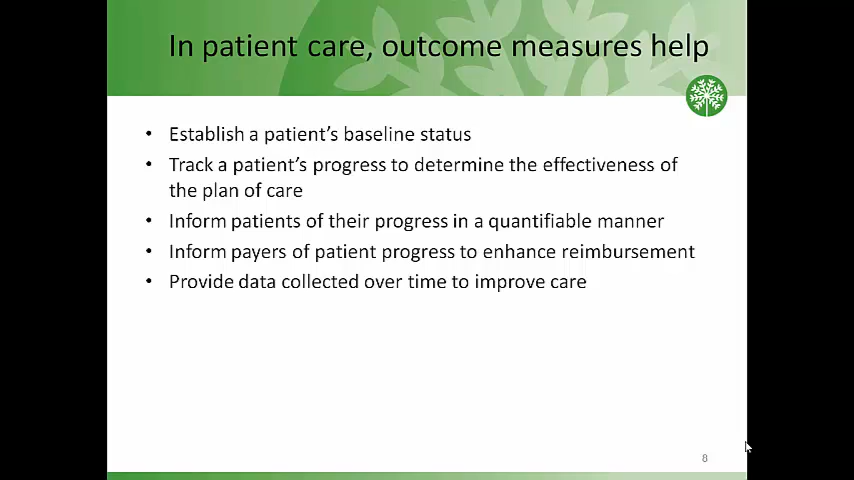 In patient care, outcome measures help
• Establish a patient's baseline status
• Track a patient's progress to determine the effectiveness of
the plan of care
• Inform patients of their progress in a quantifiable manner
• Inform payers of patient progress to enhance reimbursement
• Provide data collected over time to improve care
8